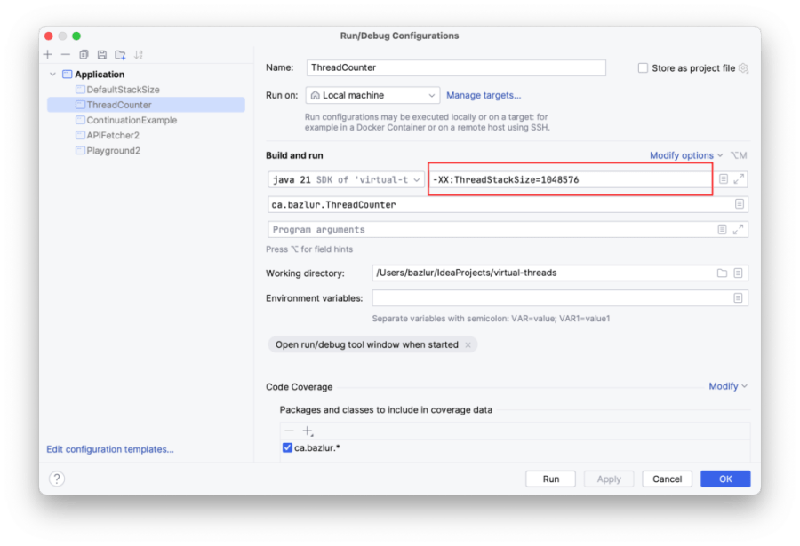 Run/Debug Configurations
Application
DefaultStackSize
ThreadCounter
ContinuationExample
APIFetcher2
Playground2
Edit configuration templates...
Name: ThreadCounter
Store as project file
Run on: Local machine
Manage targets...
Run configurations may be executed locally or on a target: for
example in a Docker Container or on a remote host using SSH.
Build and run
Modify options
⌥M
java 21 SDK of 'virtual-t
-XX:ThreadStackSize=1048576
ca.bazlur.ThreadCounter
Program arguments
Press ⌥ for field hints
Working directory: /Users/bazlur/IdeaProjects/virtual-threads
Environment variables:
Separate variables with semicolon: VAR=value; VAR1=value1
Open run/debug tool window when started ×
Code Coverage
Modify
Packages and classes to include in coverage data
ca.bazlur.*
?
Run
Apply
Cancel
OK